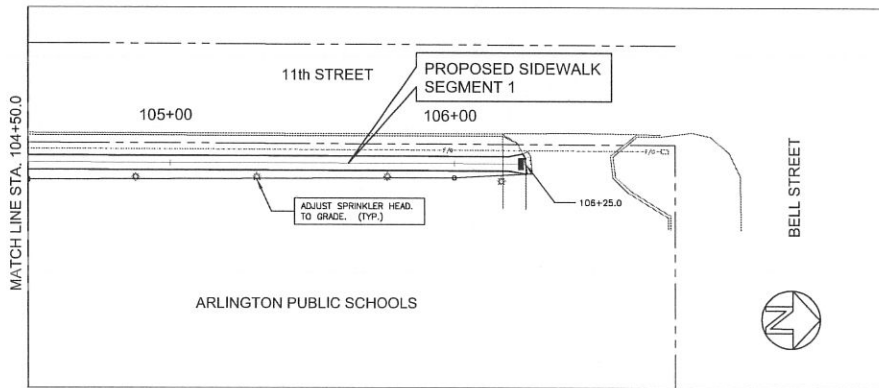 11th STREET
PROPOSED SIDEWALK
SEGMENT 1
105+00
106+00
F/O
F/O
106+25.0
ADJUST SPRINKLER HEAD.
TO GRADE. (TYP.)
MATCH LINE STA. 104+50.0
BELL STREET
ARLINGTON PUBLIC SCHOOLS
N